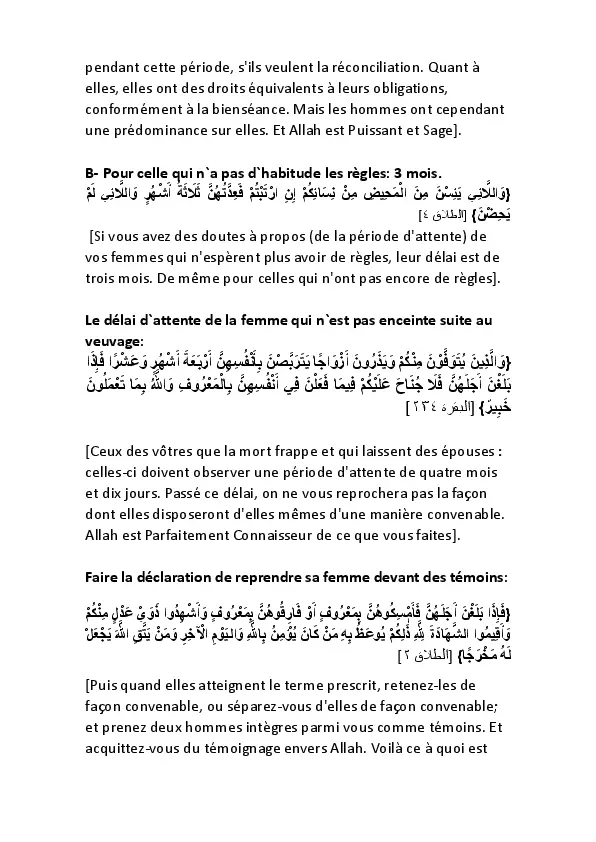 pendant cette période, s'ils veulent la réconciliation. Quant à
elles, elles ont des droits équivalents à leurs obligations,
conformément à la bienséance. Mais les hommes ont cependant
une prédominance sur elles. Et Allah est Puissant et Sage].
B- Pour celle qui n`a pas d`habitude les règles: 3 mois.
{وَاللَّائِي يَئِسْنَ مِنَ الْمَحِيضِ مِنْ نِسَائِكُمْ إِنِ ارْتَبْتُمْ فَعِدَّتُهُنَّ ثَلَاثَةُ أَشْهُرٍ وَاللَّائِي لَمْ
يَحِضْنَ} [الطلاق ٤]
[Si vous avez des doutes à propos (de la période d'attente) de
vos femmes qui n'espèrent plus avoir de règles, leur délai est de
trois mois. De même pour celles qui n'ont pas encore de règles].
Le délai d`attente de la femme qui n`est pas enceinte suite au
veuvage:
{وَالَّذِينَ يُتَوَفَّوْنَ مِنْكُمْ وَيَذَرُونَ أَزْوَاجًا يَتَرَبَّصْنَ بِأَنْفُسِهِنَّ أَرْبَعَةَ أَشْهُرٍ وَعَشْرًا فَإِذَا
بَلَغْنَ أَجَلَهُنَّ فَلَا جُنَاحَ عَلَيْكُمْ فِيمَا فَعَلْنَ فِي أَنْفُسِهِنَّ بِالْمَعْرُوفِ وَاللَّهُ بِمَا تَعْمَلُونَ
خَبِيرٌ} [البقرة ٢٣٤]
[Ceux des vôtres que la mort frappe et qui laissent des épouses :
celles-ci doivent observer une période d'attente de quatre mois
et dix jours. Passé ce délai, on ne vous reprochera pas la façon
dont elles disposeront d'elles mêmes d'une manière convenable.
Allah est Parfaitement Connaisseur de ce que vous faites].
Faire la déclaration de reprendre sa femme devant des témoins:
{فَإِذَا بَلَغْنَ أَجَلَهُنَّ فَأَمْسِكُوهُنَّ بِمَعْرُوفٍ أَوْ فَارِقُوهُنَّ بِمَعْرُوفٍ وَأَشْهِدُوا ذَوَيْ عَدْلٍ مِنْكُمْ
وَأَقِيمُوا الشَّهَادَةَ لِلَّهِ ذَلِكُمْ يُوعَظُ بِهِ مَنْ كَانَ يُؤْمِنُ بِاللَّهِ وَالْيَوْمِ الْآخِرِ وَمَنْ يَتَّقِ اللَّهَ يَجْعَلْ
لَهُ مَخْرَجًا} [الطلاق ٢]
[Puis quand elles atteignent le terme prescrit, retenez-les de
façon convenable, ou séparez-vous d'elles de façon convenable;
et prenez deux hommes intègres parmi vous comme témoins. Et
acquittez-vous du témoignage envers Allah. Voilà ce à quoi est